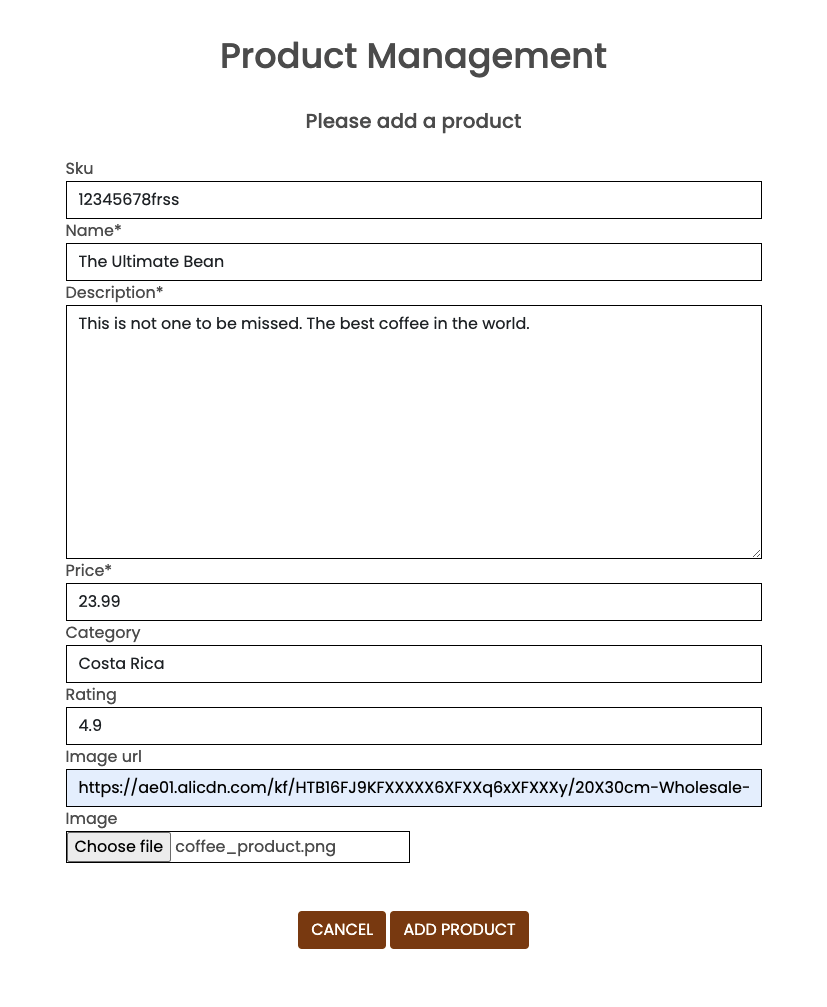 Product Management
Please add a product
Sku
12345678frss
Name*
The Ultimate Bean
Description*
This is not one to be missed. The best coffee in the world.
Price*
23.99
Category
Costa Rica
Rating
4.9
Image url
https://ae01.alicdn.com/kf/HTB16FJ9KFXXXXX6XFXXq6xXFXXXy/20X30cm-Wholesale-
Image
Choose file coffee_product.png
CANCEL ADD PRODUCT